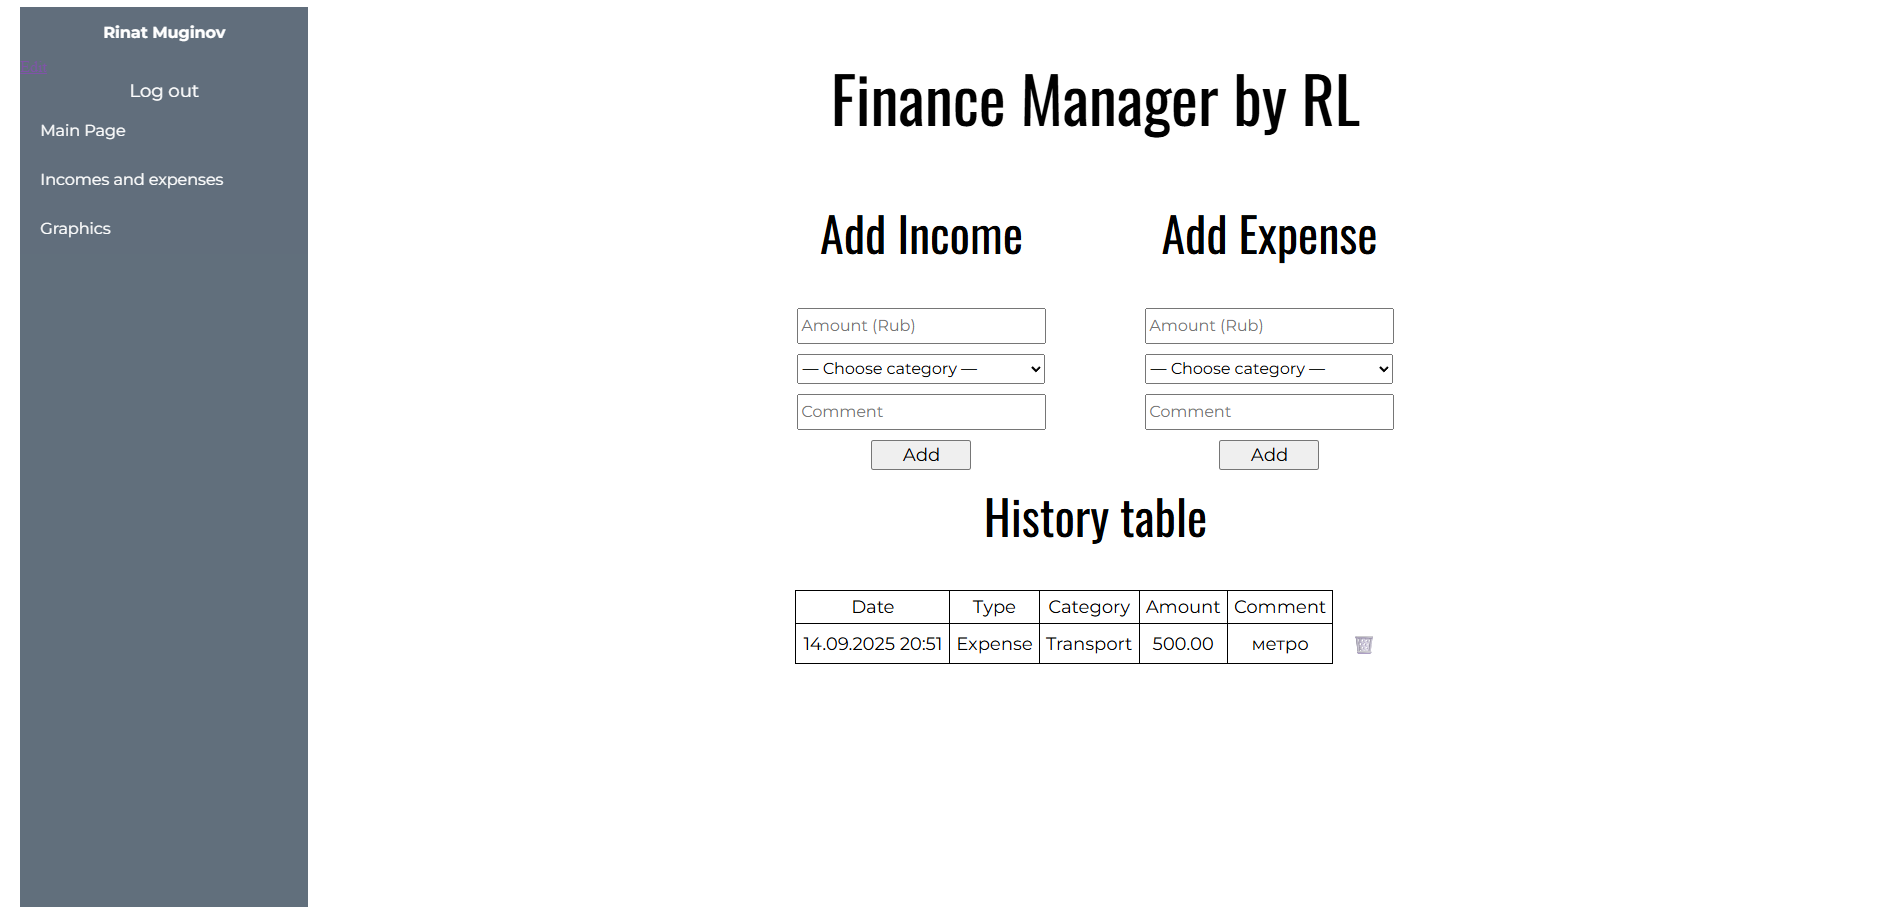 Rinat Muginov
Log out
Main Page
Incomes and expenses
Graphics
Finance Manager by RL
Add Income
Add Expense
Amount (Rub)
Amount (Rub)
— Choose category —
— Choose category —
Comment
Comment
Add
Add
History table
Date Type Category Amount Comment
14.09.2025 20:51 Expense Transport 500.00 метро